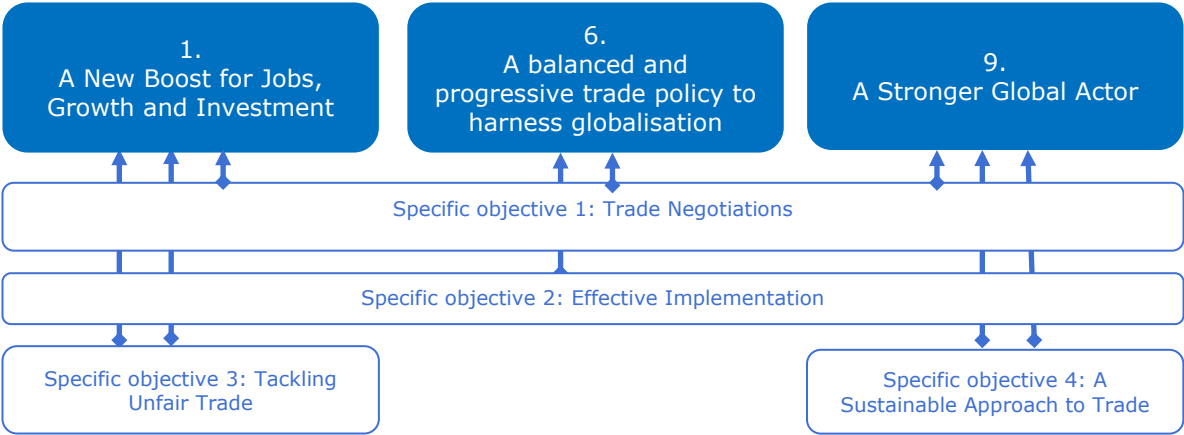 1.
A New Boost for Jobs,
Growth and Investment
6.
A balanced and
progressive trade policy to
harness globalisation
9.
A Stronger Global Actor
Specific objective 1: Trade Negotiations
Specific objective 2: Effective Implementation
Specific objective 3: Tackling
Unfair Trade
Specific objective 4: A
Sustainable Approach to Trade